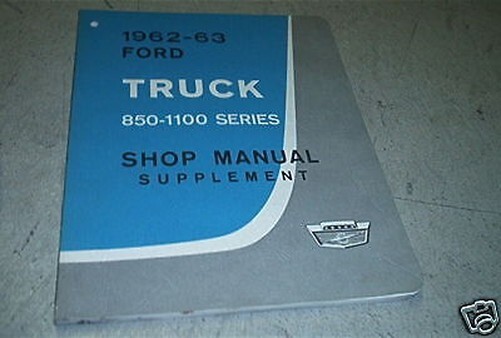 1962-63
FORD
TRUCK
850-1100 SERIES
SHOP MANUAL
SUPPLEMENT